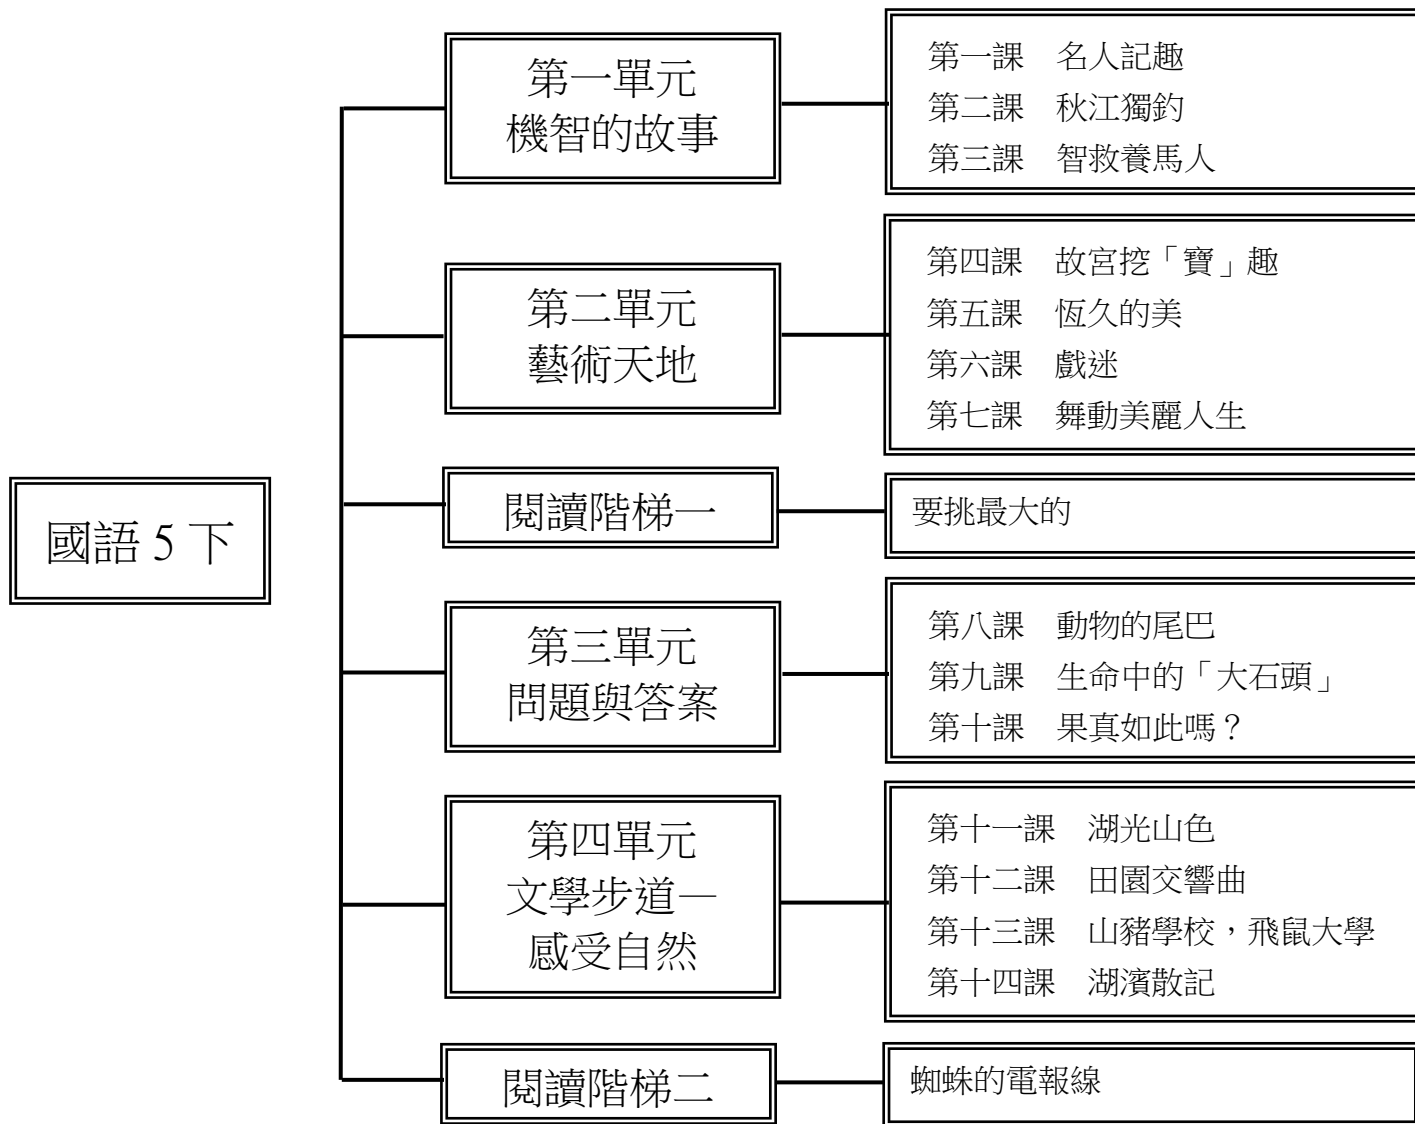 國語 5 下
第一單元
機智的故事
第一課　名人記趣
第二課　秋江獨釣
第三課　智救養馬人
第二單元
藝術天地
第四課　故宮挖「寶」趣
第五課　恆久的美
第六課　戲迷
第七課　舞動美麗人生
閱讀階梯一
要挑最大的
第三單元
問題與答案
第八課　動物的尾巴
第九課　生命中的「大石頭」
第十課　果真如此嗎？
第四單元
文學步道—
感受自然
第十一課　湖光山色
第十二課　田園交響曲
第十三課　山豬學校，飛鼠大學
第十四課　湖濱散記
閱讀階梯二
蜘蛛的電報線